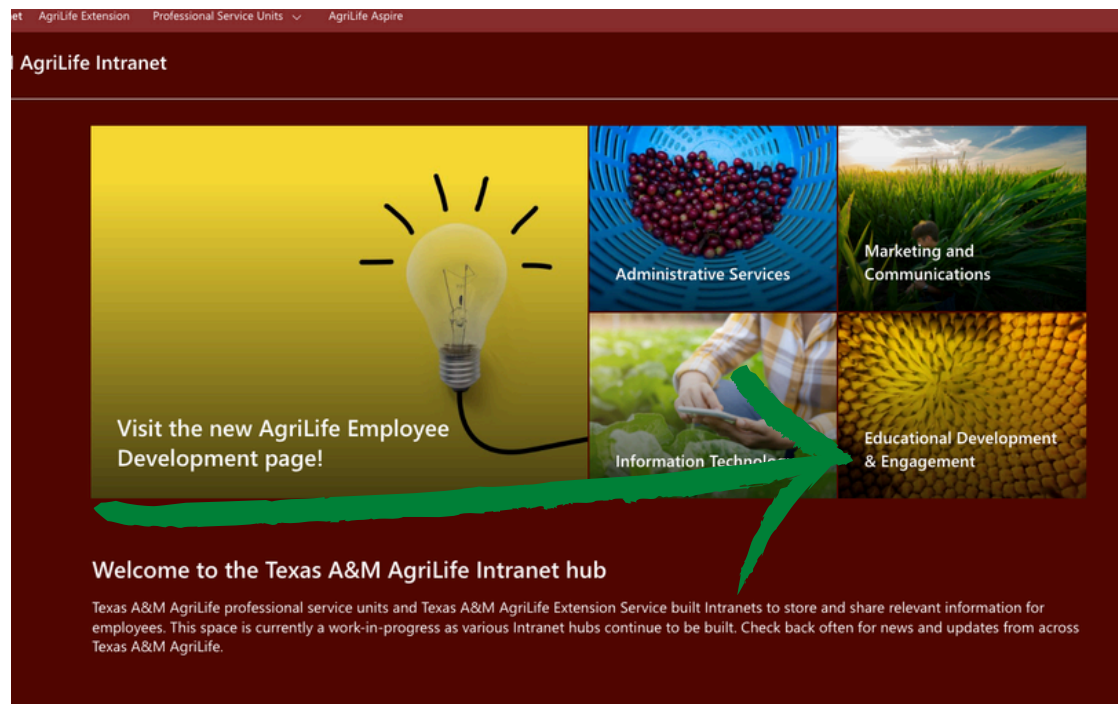 et AgriLife Extension Professional Service Units AgriLife Aspire
AgriLife Intranet
Administrative Services
Marketing and
Communications
Visit the new AgriLife Employee
Development page!
Information Technolo
Educational Development
& Engagement
Welcome to the Texas A&M AgriLife Intranet hub
Texas A&M AgriLife professional service units and Texas A&M AgriLife Extension Service built Intranets to store and share relevant information for
employees. This space is currently a work-in-progress as various Intranet hubs continue to be built. Check back often for news and updates from across
Texas A&M AgriLife.